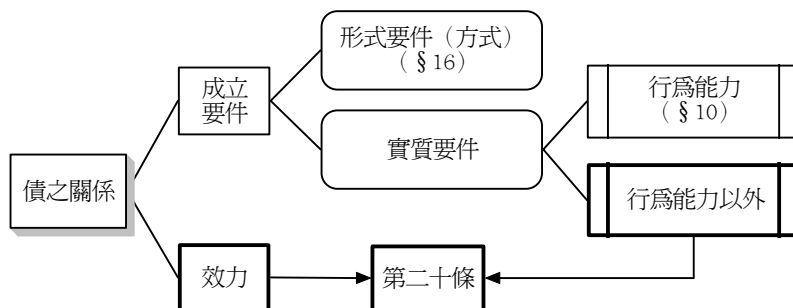 形式要件（方式）
（§16）
成立
要件
行爲能力
（§10）
實質要件
債之關係
行爲能力以外
效力
第二十條